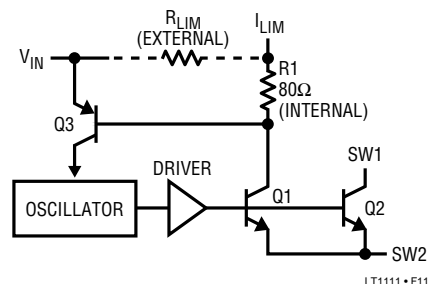 R_LIM
(EXTERNAL)
I_LIM
V_IN
R1
80Ω
(INTERNAL)
Q3
DRIVER
SW1
OSCILLATOR
Q1
Q2
SW2
LT1111 • F11